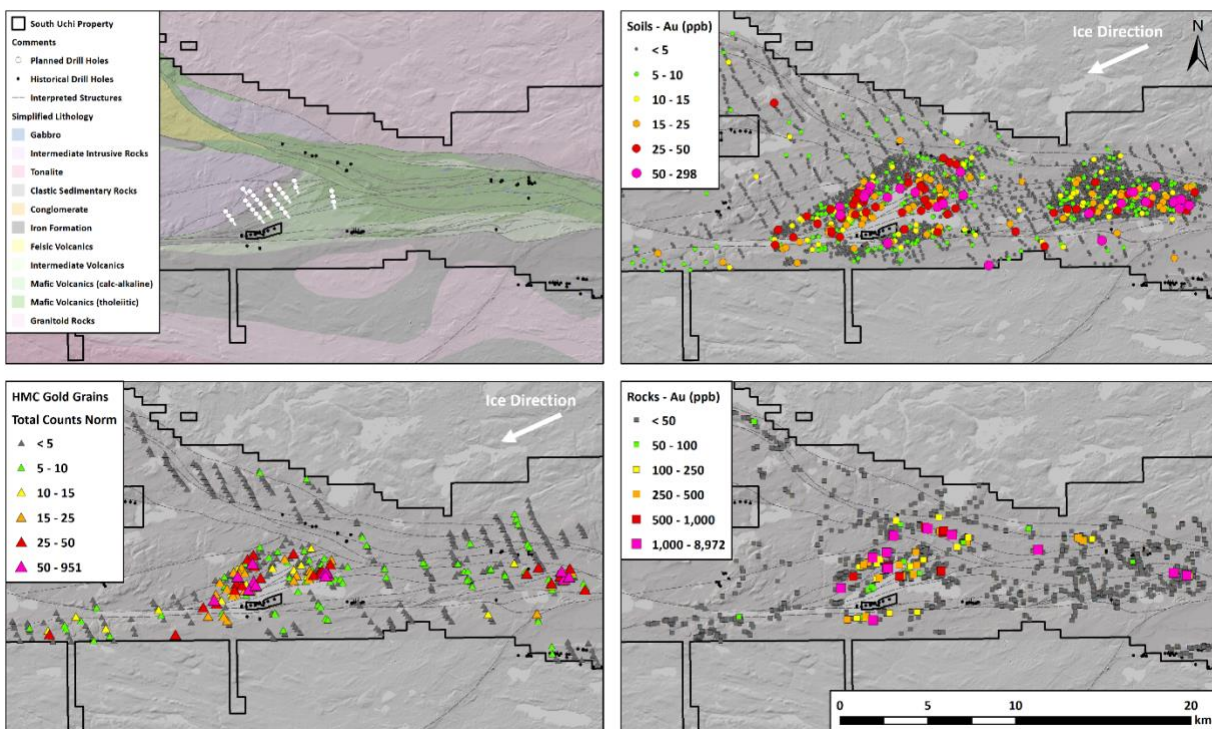 South Uchi Property
Comments
Planned Drill Holes
Historical Drill Holes
Interpreted Structures
Simplified Lithology
Gabbro
Intermediate Intrusive Rocks
Tonalite
Clastic Sedimentary Rocks
Conglomerate
Iron Formation
Felsic Volcanics
Intermediate Volcanics
Mafic Volcanics (calc-alkaline)
Mafic Volcanics (tholeiitic)
Granitoid Rocks
Soils - Au (ppb)
< 5
5 - 10
10 - 15
15 - 25
25 - 50
50 - 298
Ice Direction
N
HMC Gold Grains
Total Counts Norm
< 5
5 - 10
10 - 15
15 - 25
25 - 50
50 - 951
Ice Direction
Rocks - Au (ppb)
< 50
50 - 100
100 - 250
250 - 500
500 - 1,000
1,000 - 8,972
0 5 10 20
km